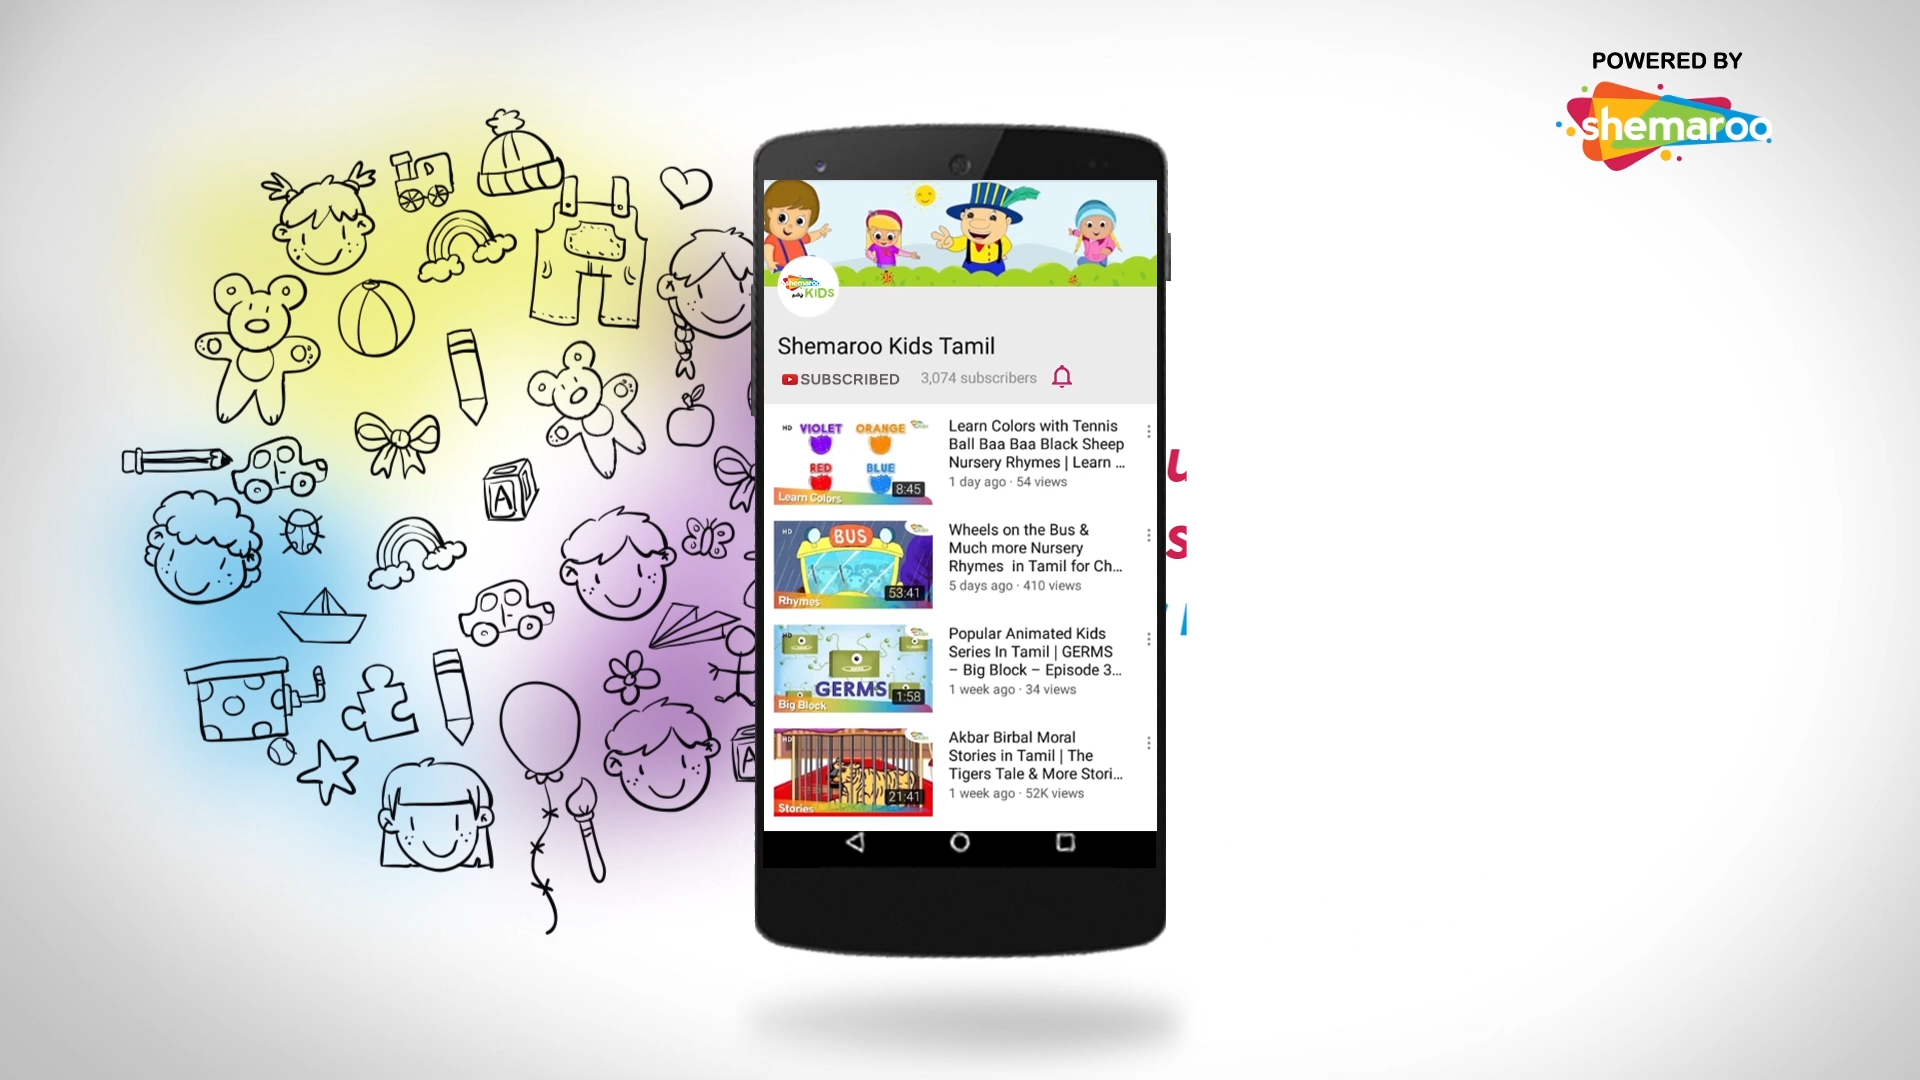 POWERED BY
shemaroo
shemaroo
தமிழ் KIDS
Shemaroo Kids Tamil
SUBSCRIBED 3,074 subscribers
HD VIOLET ORANGE
RED BLUE
8:45
Learn Colors
Learn Colors with Tennis
Ball Baa Baa Black Sheep
Nursery Rhymes | Learn ...
1 day ago · 54 views
HD
BUS
53:41
Rhymes
Wheels on the Bus &
Much more Nursery
Rhymes in Tamil for Ch...
5 days ago · 410 views
HD
GERMS
1:58
Big Block
Popular Animated Kids
Series In Tamil | GERMS
– Big Block – Episode 3...
1 week ago · 34 views
HD
21:41
Stories
Akbar Birbal Moral
Stories in Tamil | The
Tigers Tale & More Stori...
1 week ago · 52K views
D
A
A
u
s